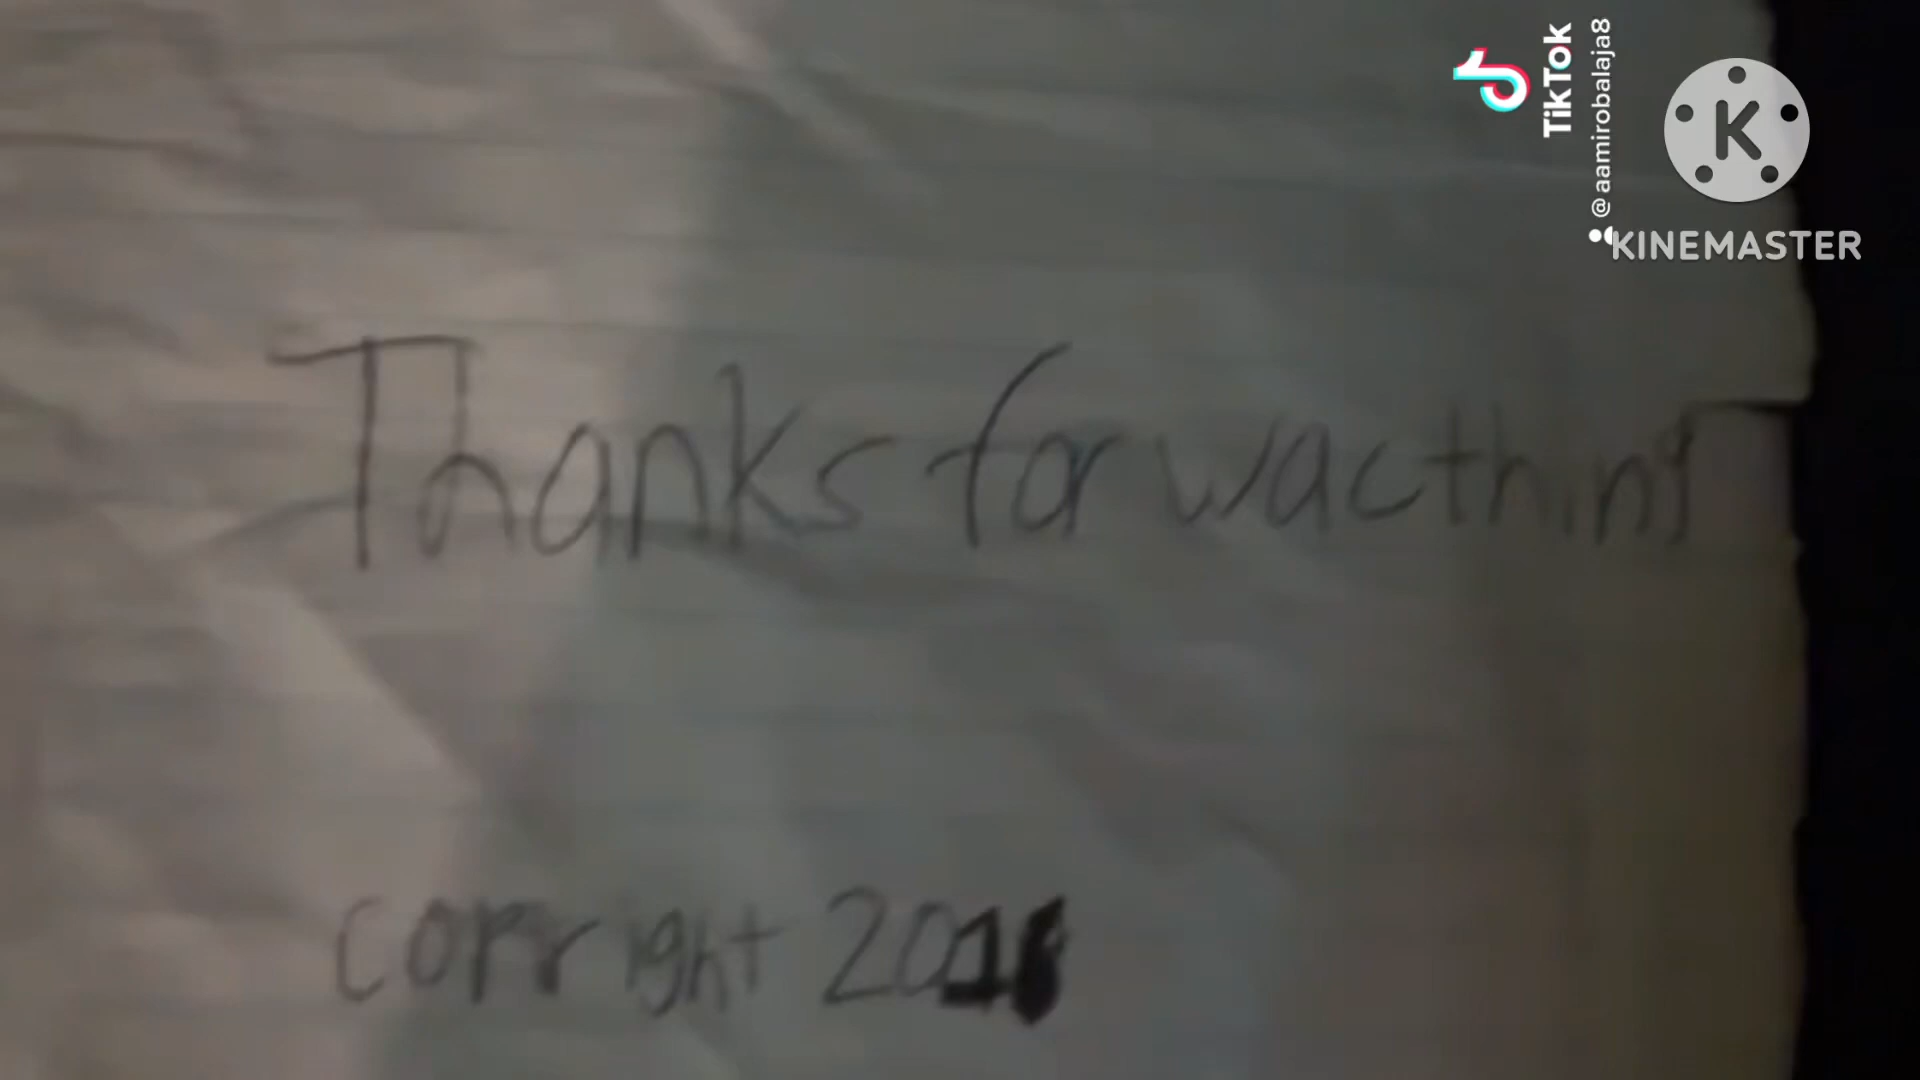 TikTok
@aamirobalaja8
K
KINEMASTER
Thanks for wacthing
copyright